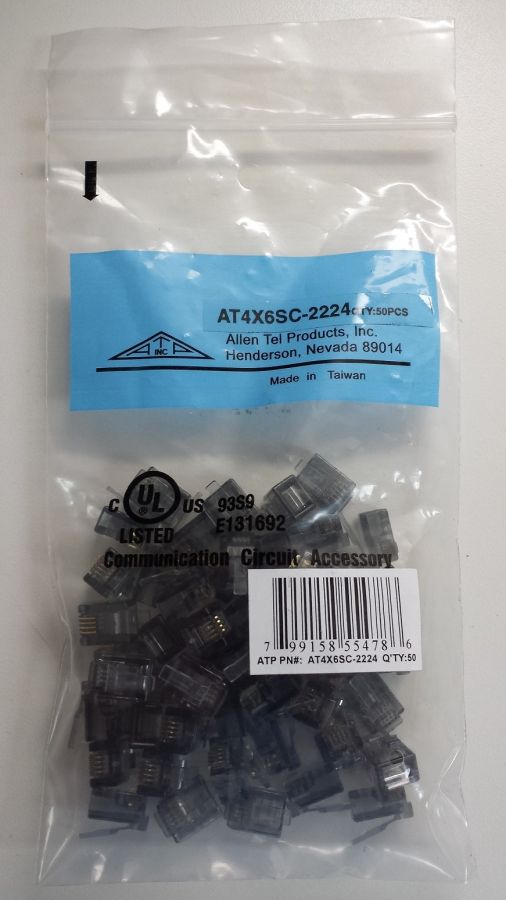 AT4X6SC-2224 Q'TY:50PCS
ATP
INC
Allen Tel Products, Inc.
Henderson, Nevada 89014
Made in Taiwan
C UL US 93S9
® E131692
LISTED
Communication Circuit Accessory
7 99158 55478 6
ATP PN#: AT4X6SC-2224 Q'TY:50